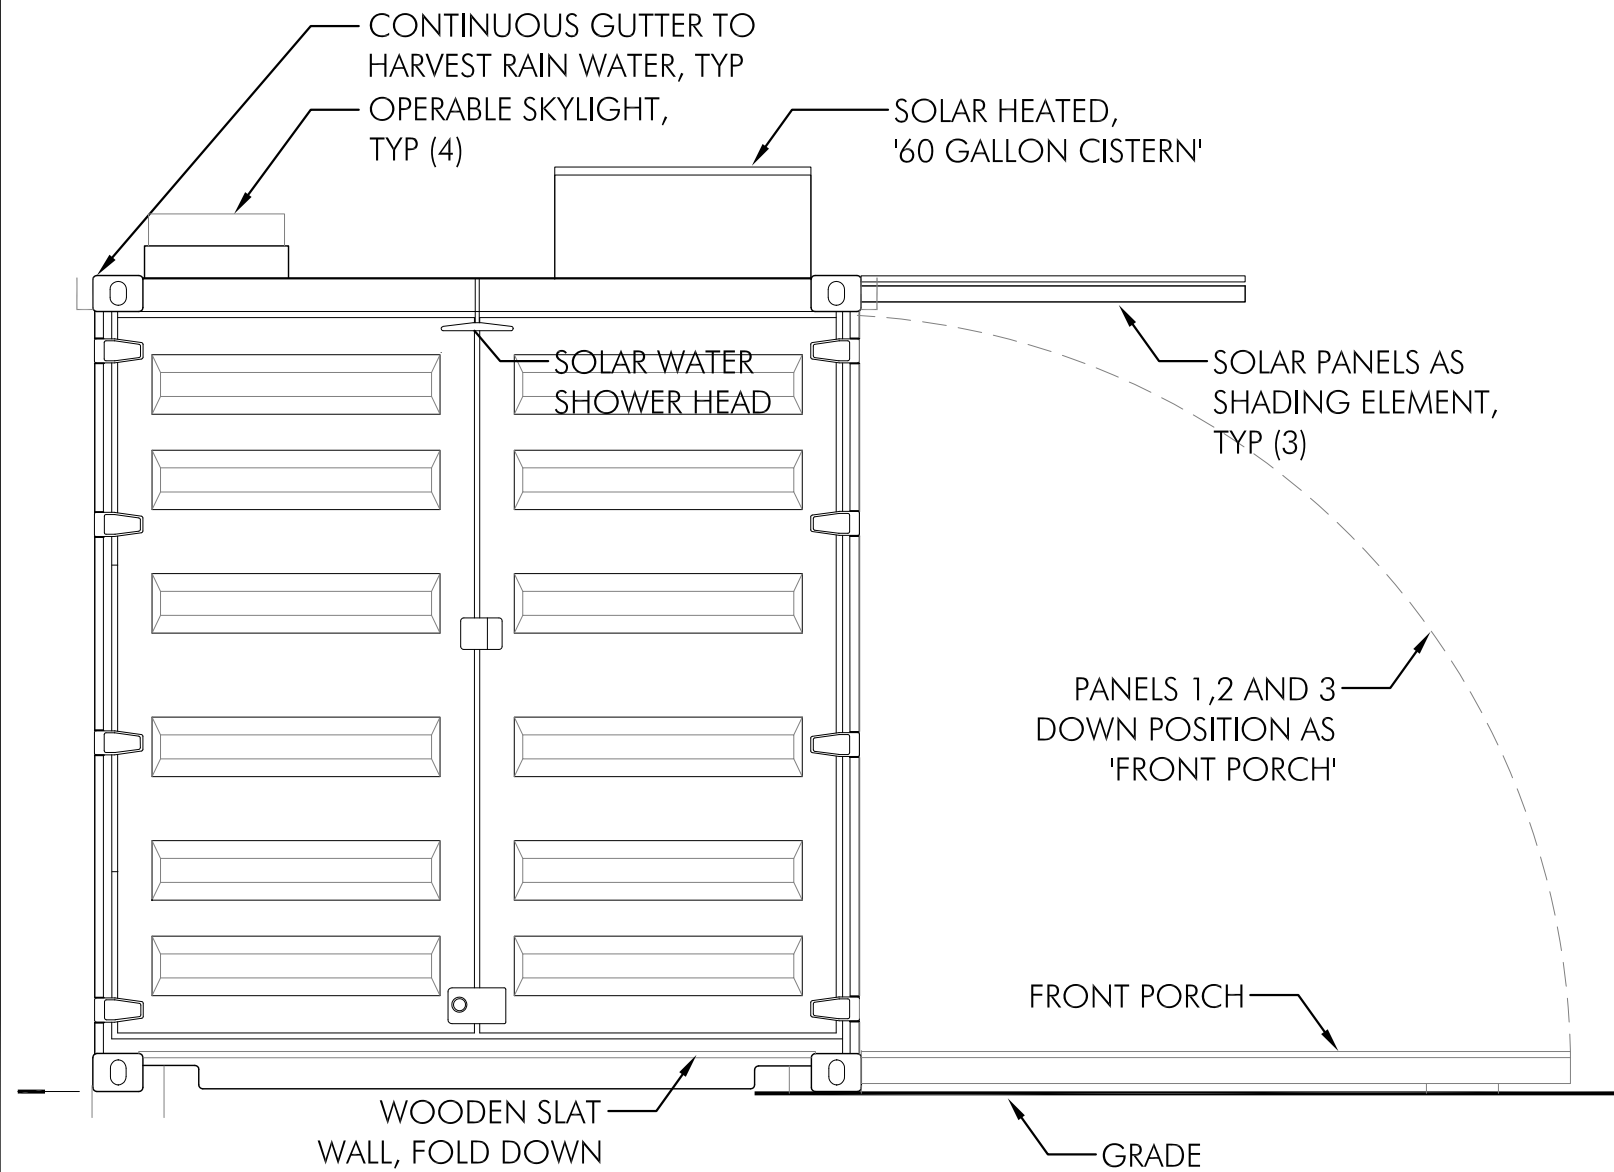 CONTINUOUS GUTTER TO
HARVEST RAIN WATER, TYP
OPERABLE SKYLIGHT,
TYP (4)
SOLAR HEATED,
'60 GALLON CISTERN'
SOLAR WATER
SHOWER HEAD
SOLAR PANELS AS
SHADING ELEMENT,
TYP (3)
PANELS 1,2 AND 3
DOWN POSITION AS
'FRONT PORCH'
FRONT PORCH
WOODEN SLAT
WALL, FOLD DOWN
GRADE